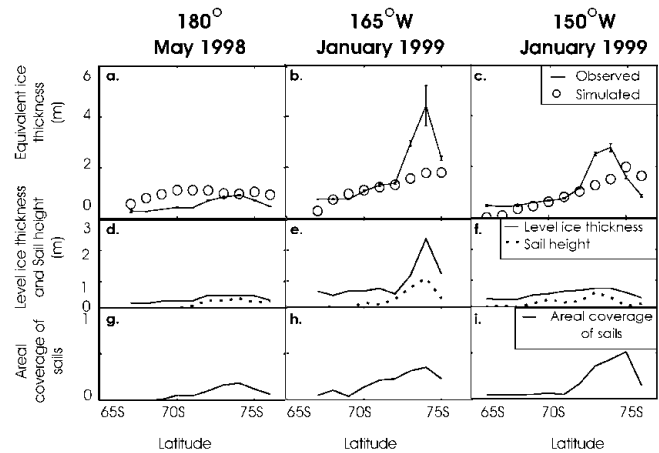 180° 165°W 150°W
May 1998 January 1999 January 1999
Equivalent ice
thickness
(m)
6
4
2
0
a.
b.
c.
Observed
Simulated
Level ice thickness
and Sail height
(m)
3
2
1
0
d.
e.
f.
Level ice thickness
Sail height
Areal
coverage of
sails
1
0
g.
h.
i.
Areal coverage
of sails
65S 70S 75S 65S 70S 75S 65S 70S 75S
Latitude Latitude Latitude